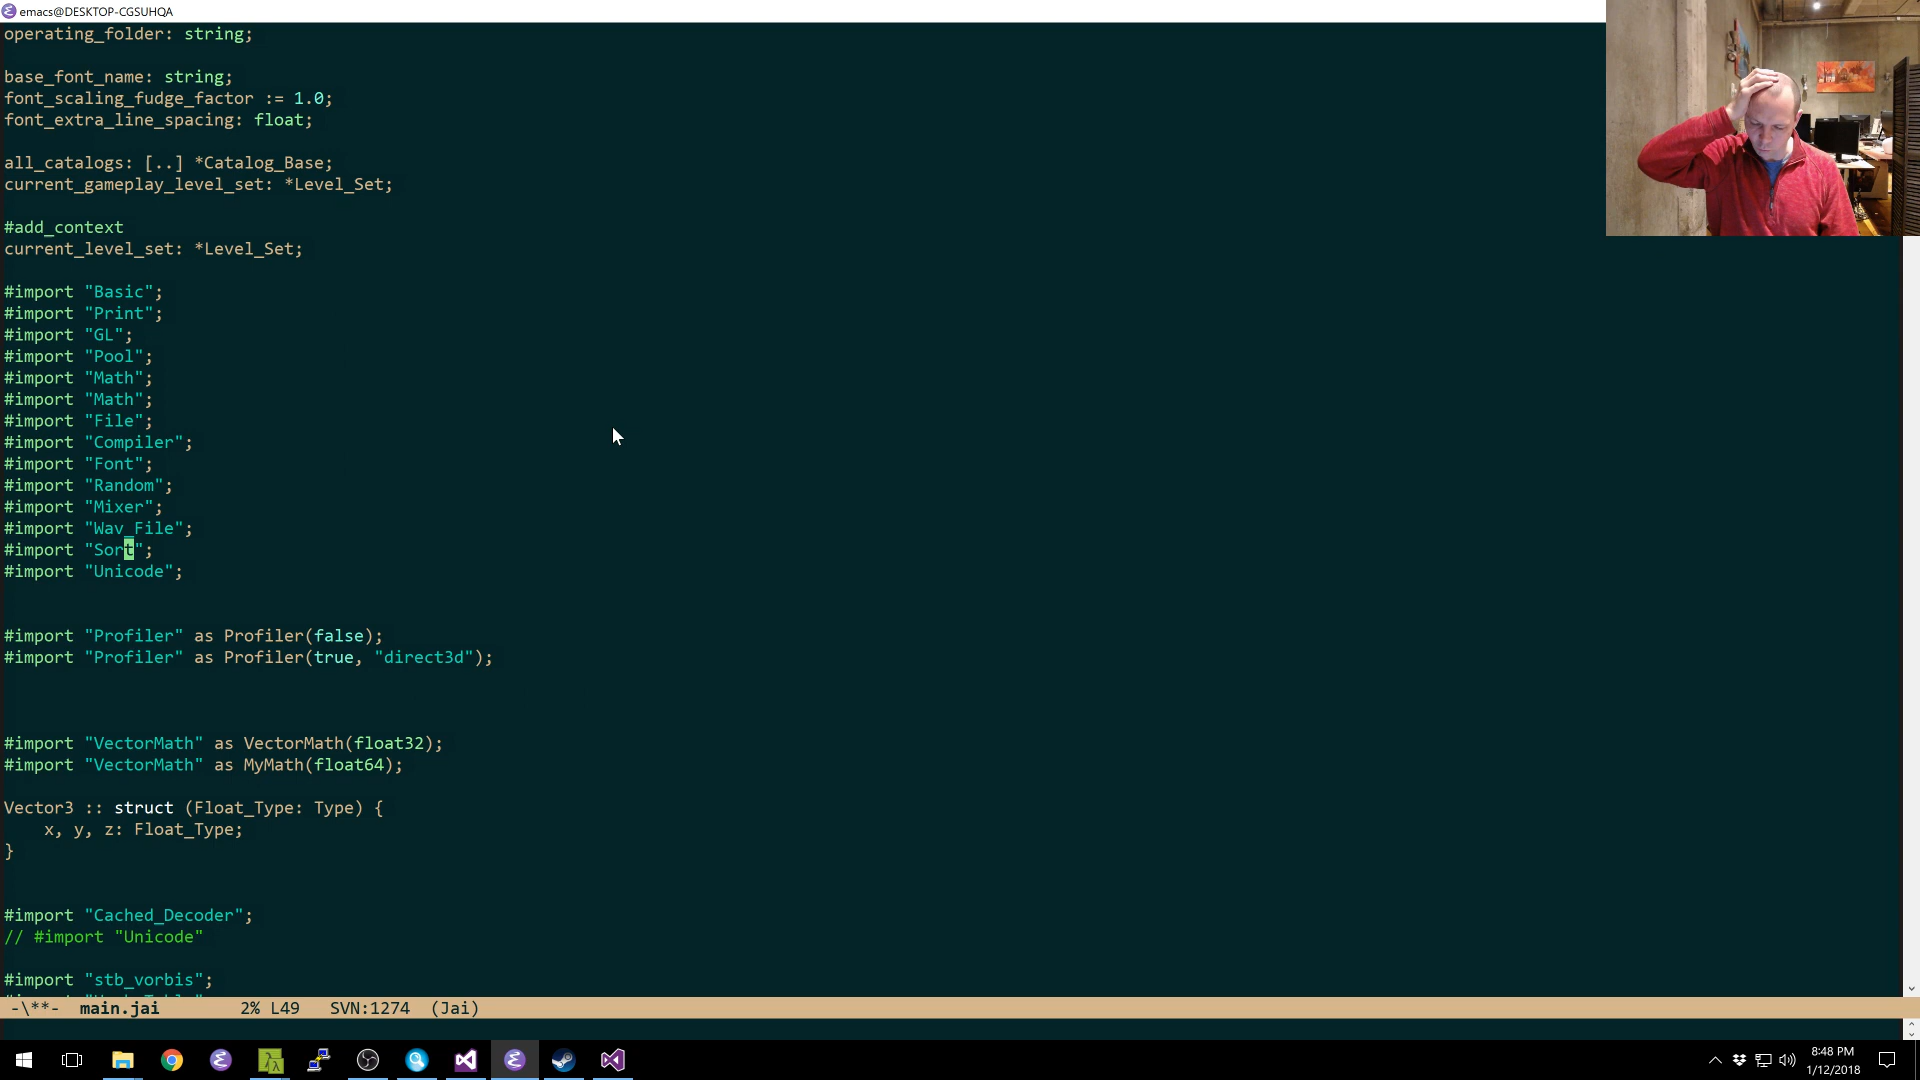 emacs@DESKTOP-CGSUHQA
operating_folder: string;
base_font_name: string;
font_scaling_fudge_factor := 1.0;
font_extra_line_spacing: float;
all_catalogs: [..] *Catalog_Base;
current_gameplay_level_set: *Level_Set;
#add_context
current_level_set: *Level_Set;
#import "Basic";
#import "Print";
#import "GL";
#import "Pool";
#import "Math";
#import "Math";
#import "File";
#import "Compiler";
#import "Font";
#import "Random";
#import "Mixer";
#import "Wav_File";
#import "Sort";
#import "Unicode";
#import "Profiler" as Profiler(false);
#import "Profiler" as Profiler(true, "direct3d");
#import "VectorMath" as VectorMath(float32);
#import "VectorMath" as MyMath(float64);
Vector3 :: struct (Float_Type: Type) {
x, y, z: Float_Type;
}
#import "Cached_Decoder";
// #import "Unicode"
#import "stb_vorbis";
-\**- main.jai 2% L49 SVN:1274 (Jai)
8:48 PM
1/12/2018